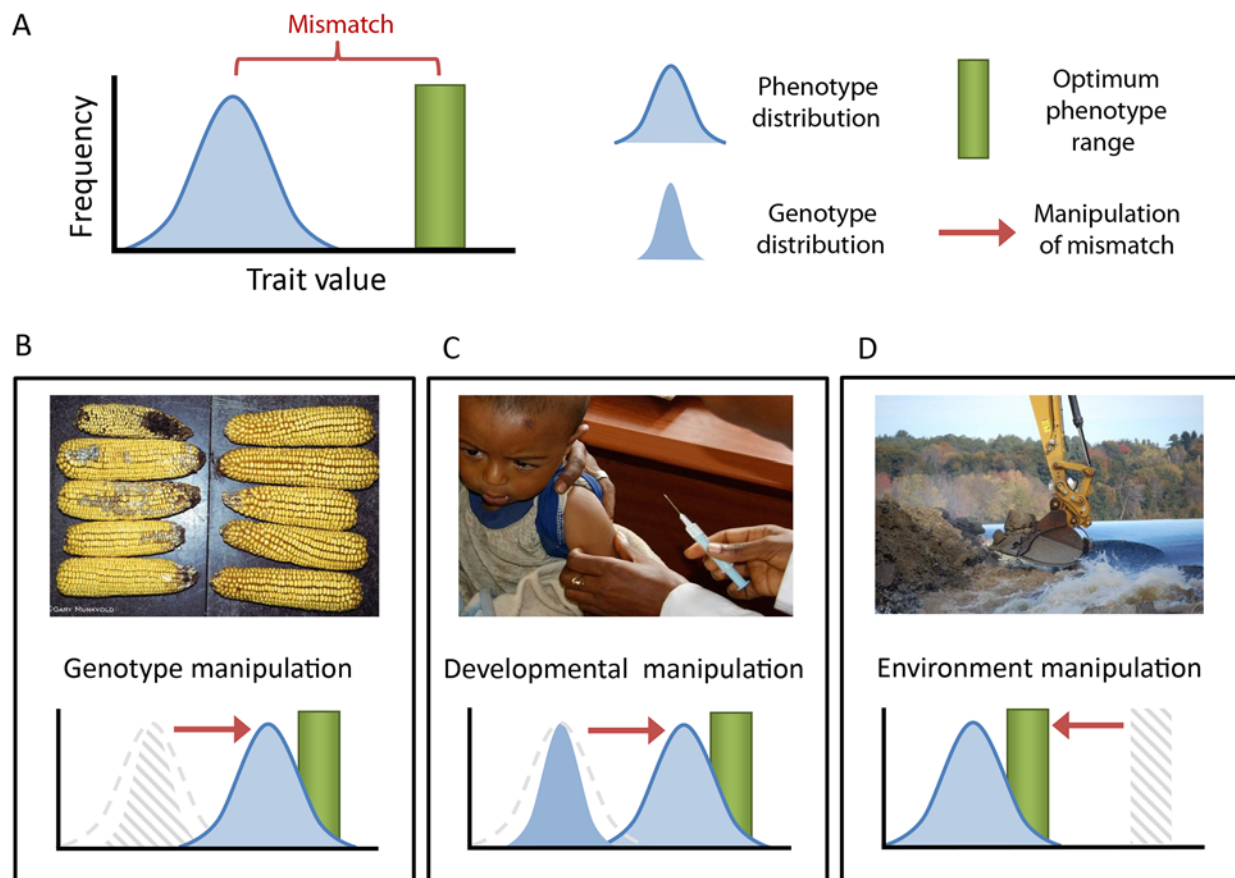 A
Mismatch
Frequency
Trait value
Phenotype
distribution
Optimum
phenotype
range
Genotype
distribution
Manipulation
of mismatch
B
C
D
©GARY MUNKVOLD
Genotype manipulation
Developmental manipulation
Environment manipulation